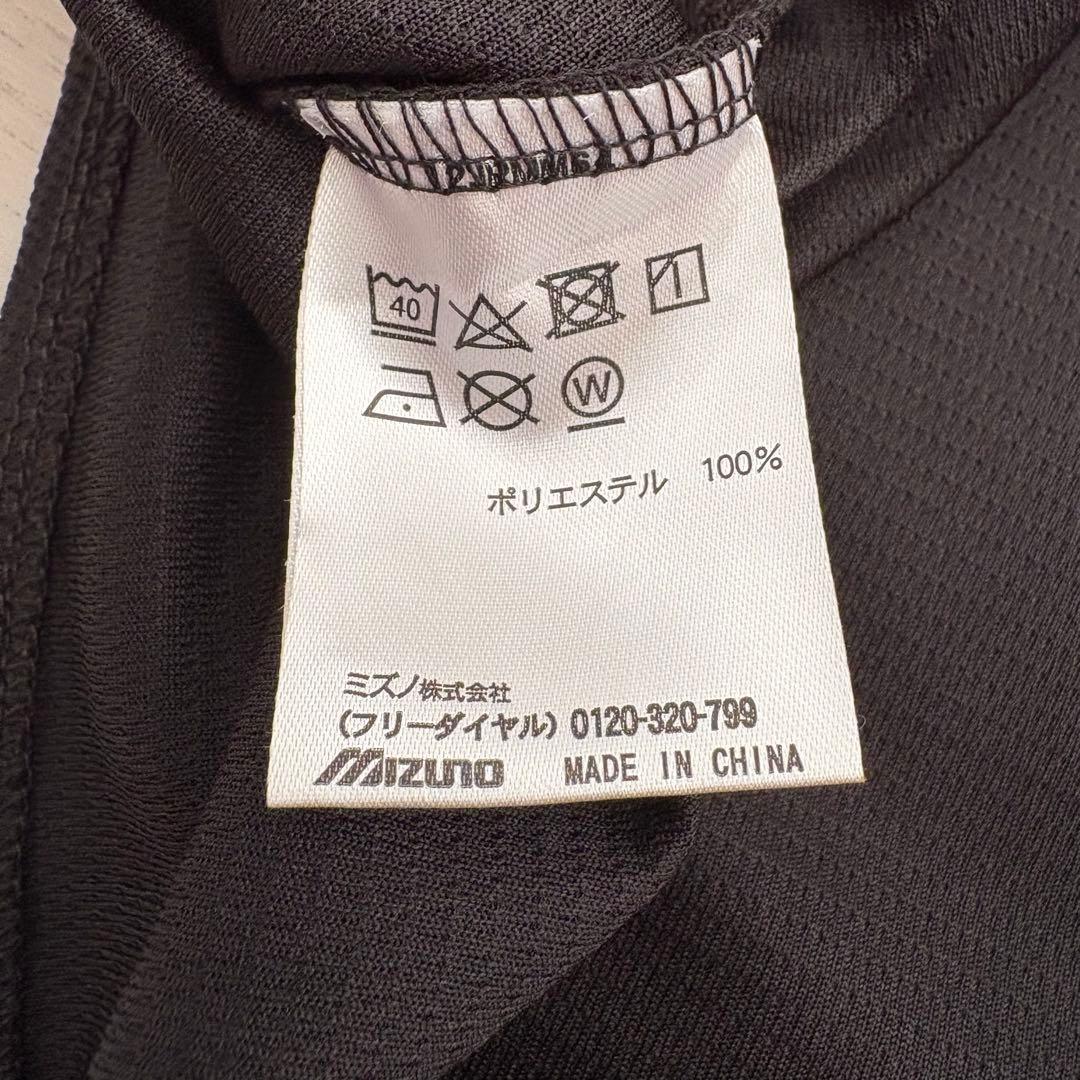 40
W
ポリエステル 100%
ミズノ株式会社
(フリーダイヤル) 0120-320-799
MIZUNO MADE IN CHINA